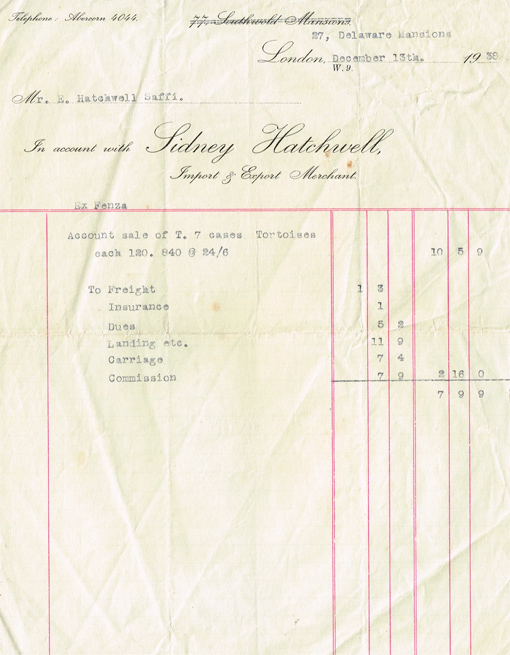 Telephone: Abercorn 4044.
77, Southwold Mansions
27, Delaware Mansions
London, December 13th. 1938
W.9.
Mr. E. Hatchwell Saffi.
In account with Sidney Hatchwell,
Import & Export Merchant.
Ex Fenza
Account sale of T. 7 cases Tortoises
each 120. 840 @ 24/6 10 5 9
To Freight 1 3
Insurance 1
Dues 5 2
Landing etc. 11 9
Carriage 7 4
Commission 7 9 2 16 0
7 9 9